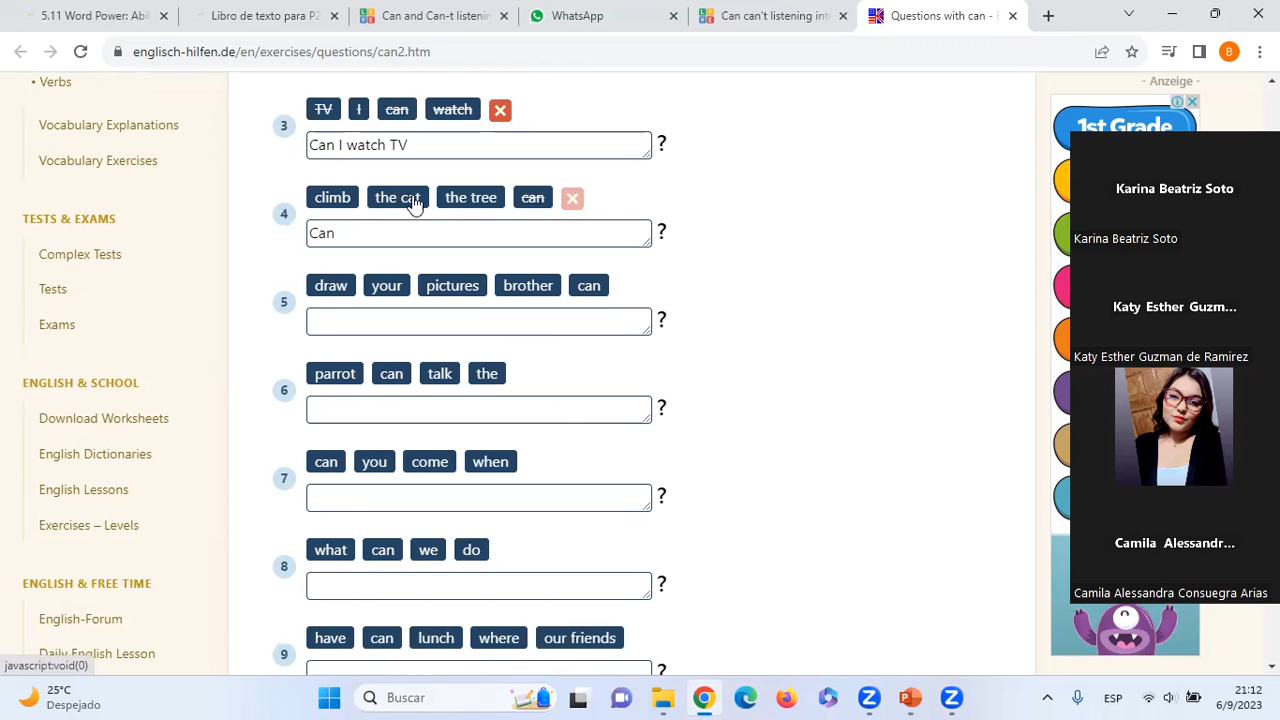 5.11 Word Power: Abil
Libro de texto para P2
Can and Can-t listening
WhatsApp
Can can't listening inte
Questions with can - E
englisch-hilfen.de/en/exercises/questions/can2.htm
B
• Verbs
Vocabulary Explanations
Vocabulary Exercises
TESTS & EXAMS
Complex Tests
Tests
Exams
ENGLISH & SCHOOL
Download Worksheets
English Dictionaries
English Lessons
Exercises – Levels
ENGLISH & FREE TIME
English-Forum
Daily English Lesson
javascript:void(0)
3
TV I can watch
Can I watch TV ?
4
climb the cat the tree can
Can ?
5
draw your pictures brother can
?
6
parrot can talk the
?
7
can you come when
?
8
what can we do
?
9
have can lunch where our friends
?
- Anzeige -
1st Grade
Karina Beatriz Soto
Karina Beatriz Soto
Katy Esther Guzm...
Katy Esther Guzman de Ramirez
Camila Alessandr...
Camila Alessandra Consuegra Arias
25°C
Despejado
Buscar
ESP
21:12
6/9/2023